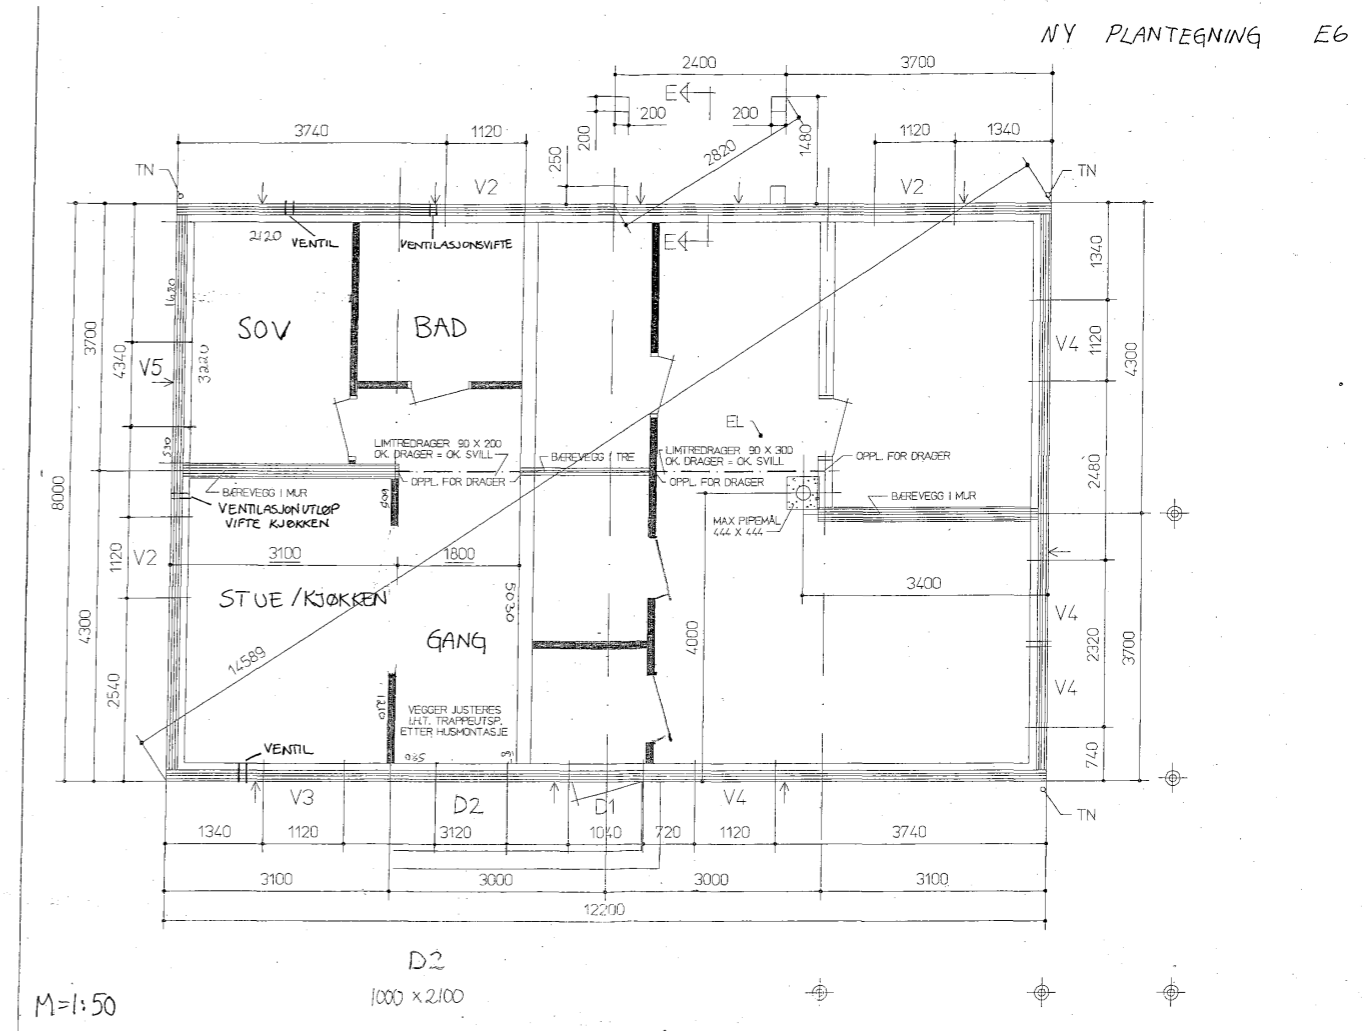 NY PLANTEGNING E6
2400
3700
E
200
200
200
1480
3740
1120
250
2820
1120
1340
TN
V2
V2
TN
2120
VENTIL
VENTILASJONSVIFTE
E
1620
1340
SOV
BAD
3700
4340
V5
3220
V4
1120
4300
EL
530
LIMTREDRAGER 90 X 200
OK. DRAGER = OK. SVILL
BÆREVEGG I TRE
LIMTREDRAGER 90 X 300
OK. DRAGER = OK. SVILL
OPPL. FOR DRAGER
OPPL. FOR DRAGER
OPPL. FOR DRAGER
2480
8000
BÆREVEGG I MUR
BÆREVEGG I MUR
VENTILASJONUTLØP
VIFTE KJØKKEN
MAX PIPEMÅL
444 X 444
1120
V2
3100
1800
3400
STUE/KJØKKEN
5030
V4
4300
GANG
4000
2320
3700
14589
2540
V4
1210
VEGGER JUSTERES
I.H.T. TRAPPEUTSP.
ETTER HUSMONTASJE
VENTIL
740
V3
D2
D1
V4
TN
1340
1120
3120
1040
720
1120
3740
3100
3000
3000
3100
12200
D2
1000 x 2100
M=1:50